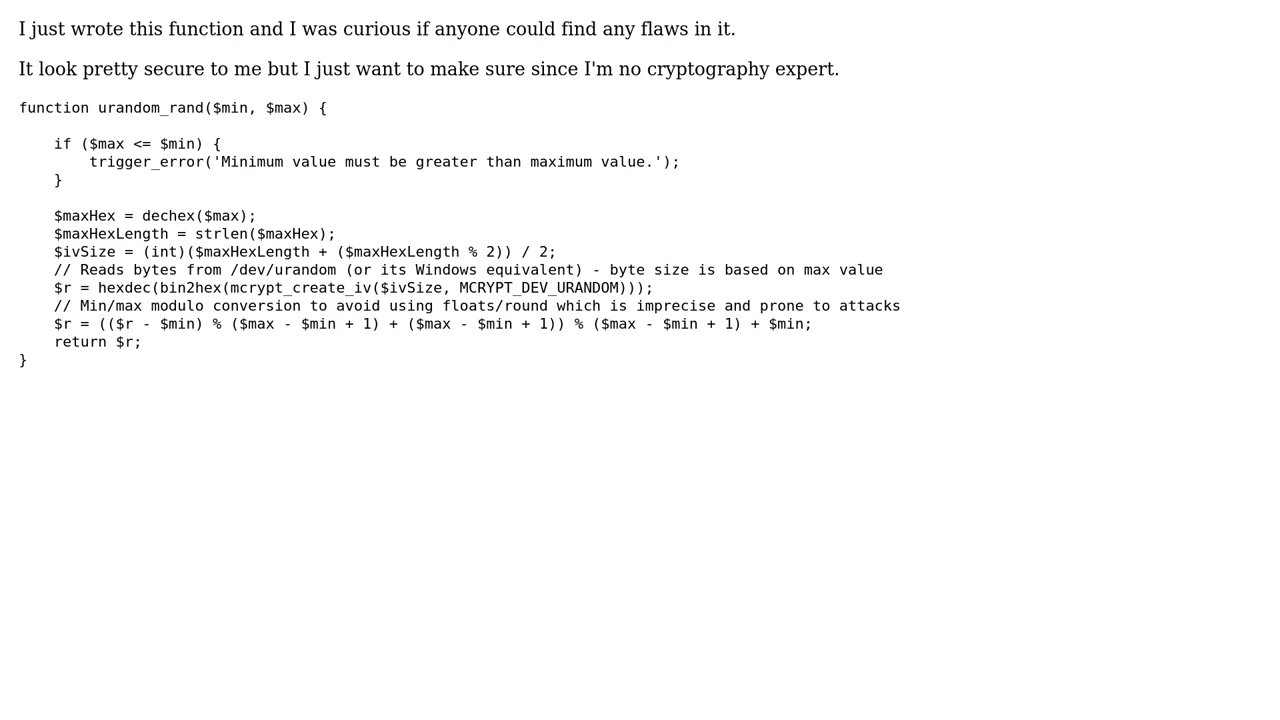 I just wrote this function and I was curious if anyone could find any flaws in it.
It look pretty secure to me but I just want to make sure since I'm no cryptography expert.
function urandom_rand($min, $max) {
    if ($max <= $min) {
        trigger_error('Minimum value must be greater than maximum value.');
    }
    $maxHex = dechex($max);
    $maxHexLength = strlen($maxHex);
    $ivSize = (int)($maxHexLength + ($maxHexLength % 2)) / 2;
    // Reads bytes from /dev/urandom (or its Windows equivalent) - byte size is based on max value
    $r = hexdec(bin2hex(mcrypt_create_iv($ivSize, MCRYPT_DEV_URANDOM)));
    // Min/max modulo conversion to avoid using floats/round which is imprecise and prone to attacks
    $r = (($r - $min) % ($max - $min + 1) + ($max - $min + 1)) % ($max - $min + 1) + $min;
    return $r;
}